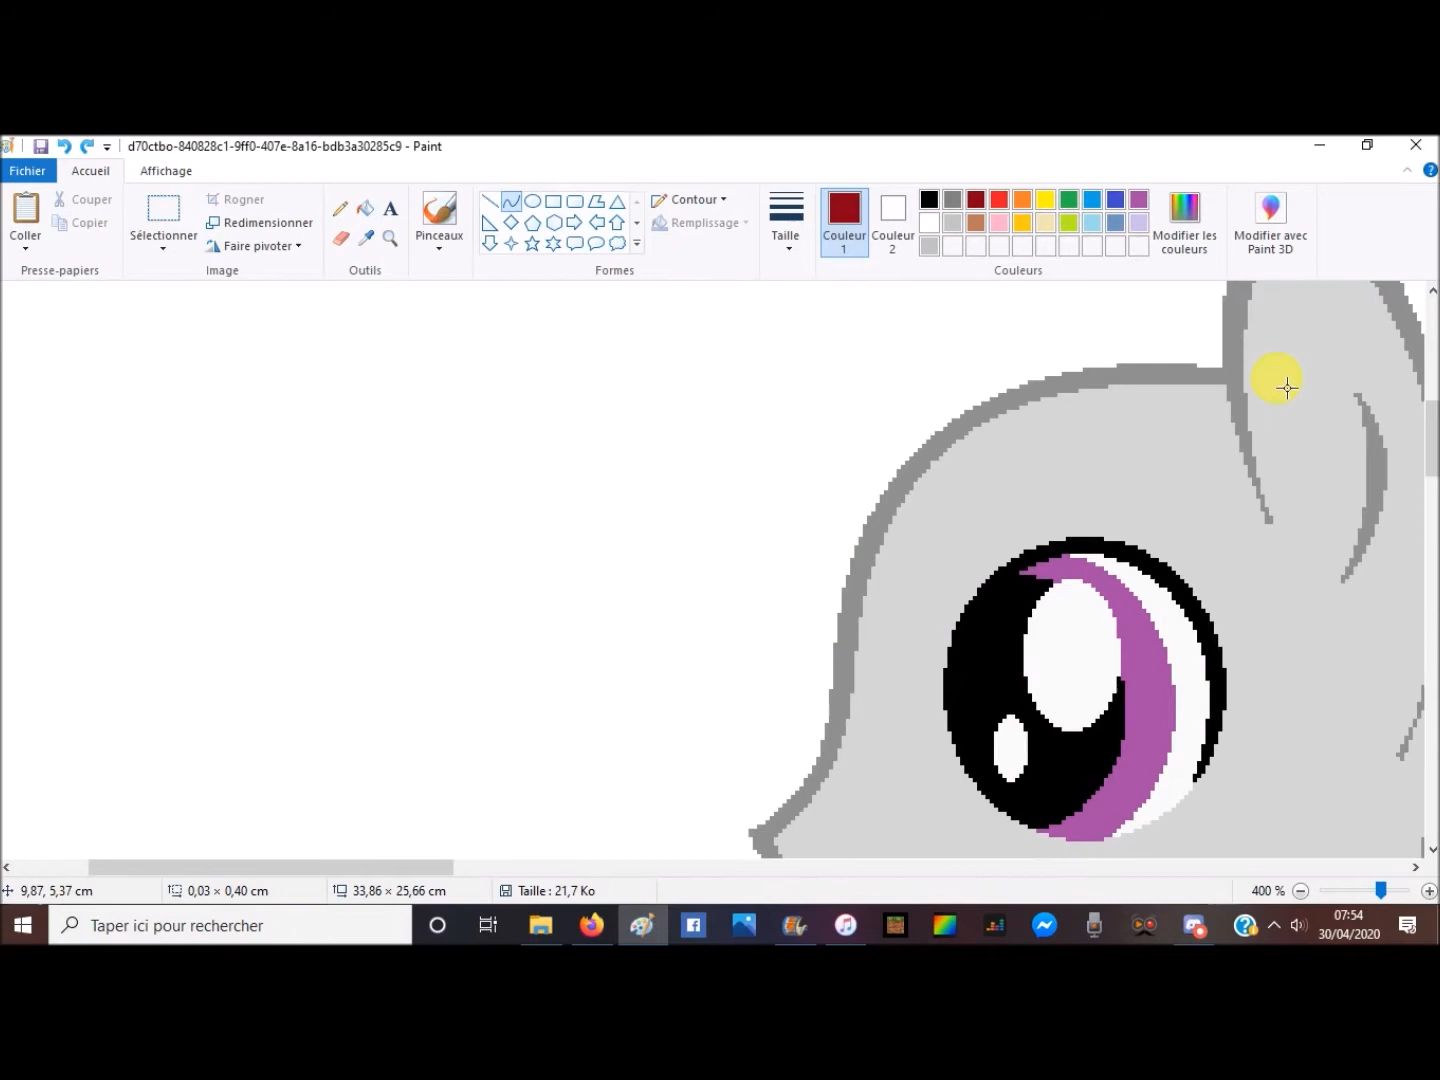 d70ctbo-840828c1-9ff0-407e-8a16-bdb3a30285c9 - Paint
Fichier Accueil Affichage
Coller
Couper
Copier
Presse-papiers
Sélectionner
Rogner
Redimensionner
Faire pivoter
Image
A
Outils
Pinceaux
Formes
Contour
Remplissage
Taille
Couleur 1
Couleur 2
Couleurs
Modifier les couleurs
Modifier avec Paint 3D
9,87, 5,37 cm
0,03 × 0,40 cm
33,86 × 25,66 cm
Taille : 21,7 Ko
400 %
Taper ici pour rechercher
07:54
30/04/2020